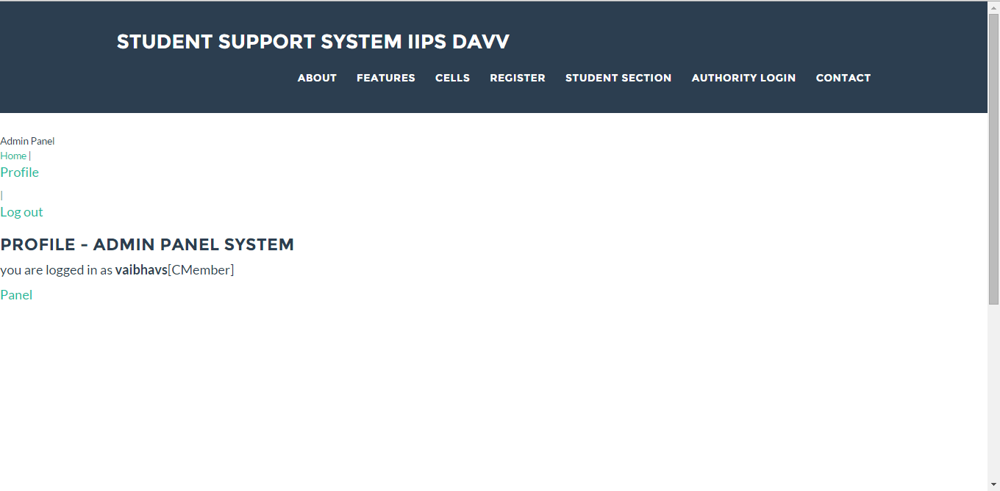 STUDENT SUPPORT SYSTEM IIPS DAVV
ABOUT FEATURES CELLS REGISTER STUDENT SECTION AUTHORITY LOGIN CONTACT
Admin Panel
Home |
Profile
|
Log out
PROFILE - ADMIN PANEL SYSTEM
you are logged in as vaibhavs[CMember]
Panel